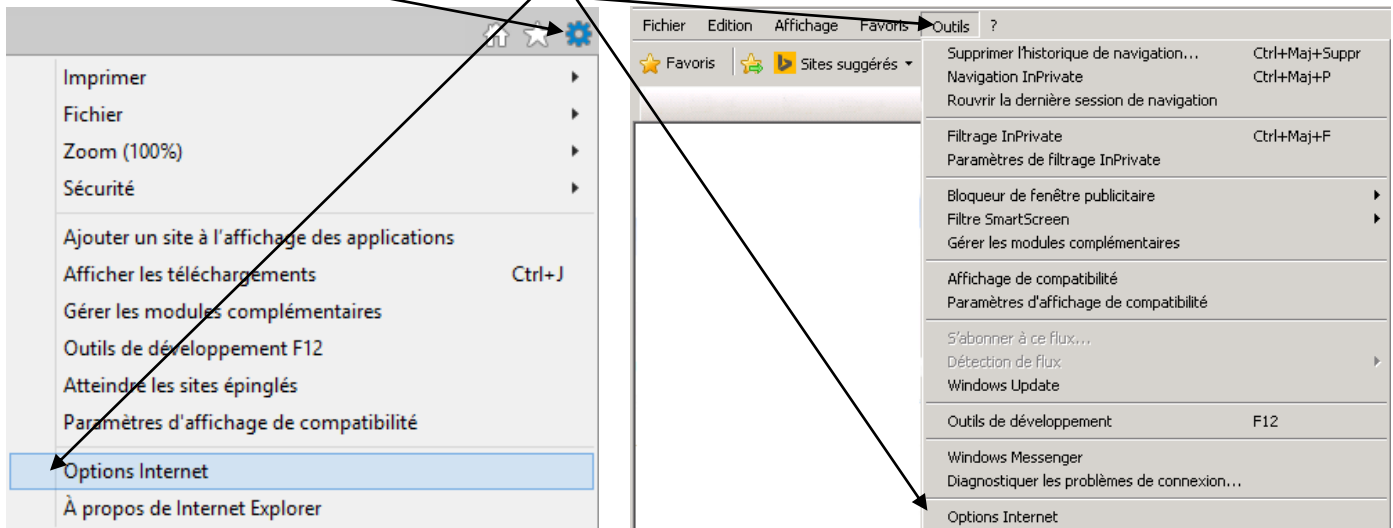 Imprimer
Fichier
Zoom (100%)
Sécurité
Ajouter un site à l'affichage des applications
Afficher les téléchargements Ctrl+J
Gérer les modules complémentaires
Outils de développement F12
Atteindre les sites épinglés
Paramètres d'affichage de compatibilité
Options Internet
À propos de Internet Explorer
Fichier Edition Affichage Favoris Outils ?
Favoris Sites suggérés
Supprimer l'historique de navigation... Ctrl+Maj+Suppr
Navigation InPrivate Ctrl+Maj+P
Rouvrir la dernière session de navigation
Filtrage InPrivate Ctrl+Maj+F
Paramètres de filtrage InPrivate
Bloqueur de fenêtre publicitaire
Filtre SmartScreen
Gérer les modules complémentaires
Affichage de compatibilité
Paramètres d'affichage de compatibilité
S'abonner à ce flux...
Détection de flux
Windows Update
Outils de développement F12
Windows Messenger
Diagnostiquer les problèmes de connexion...
Options Internet